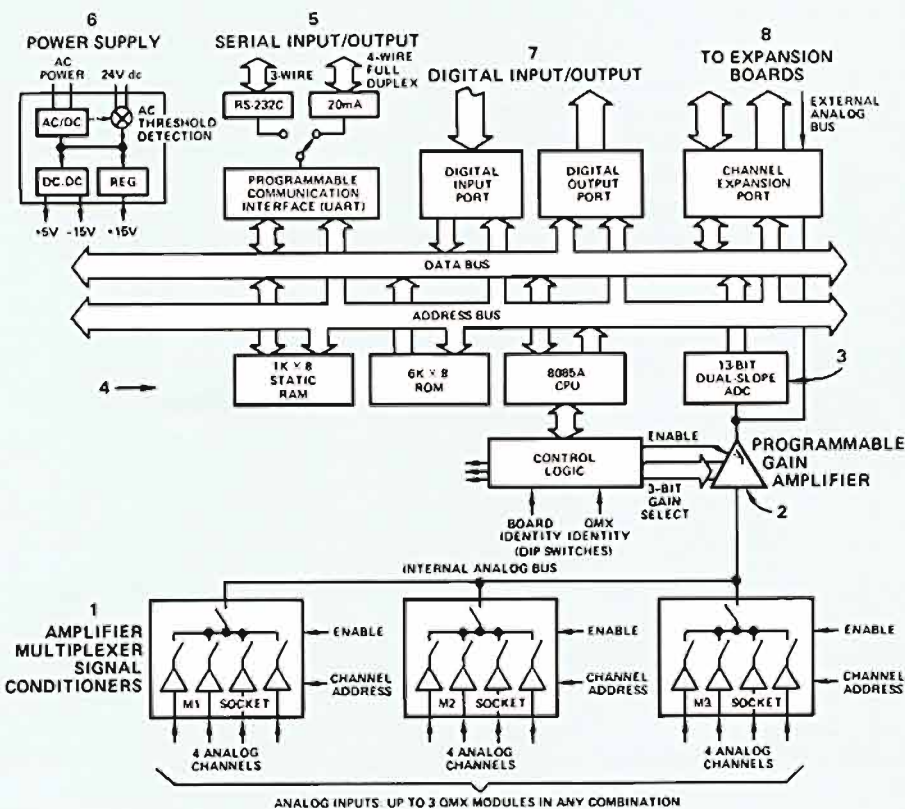 6
POWER SUPPLY
AC
POWER
24V dc
AC/DC
AC
THRESHOLD
DETECTION
DC.DC
REG
+5V
-15V
+15V
5
SERIAL INPUT/OUTPUT
3-WIRE
4-WIRE
FULL
DUPLEX
RS-232C
20mA
PROGRAMMABLE
COMMUNICATION
INTERFACE (UART)
7
DIGITAL INPUT/OUTPUT
DIGITAL
INPUT
PORT
DIGITAL
OUTPUT
PORT
8
TO EXPANSION
BOARDS
EXTERNAL
ANALOG
BUS
CHANNEL
EXPANSION
PORT
DATA BUS
ADDRESS BUS
4
1K × 8
STATIC
RAM
6K × 8
ROM
8085A
CPU
13-BIT
DUAL-SLOPE
ADC
3
CONTROL
LOGIC
ENABLE
3-BIT
GAIN
SELECT
PROGRAMMABLE
GAIN
AMPLIFIER
2
BOARD
IDENTITY
QMX
IDENTITY
(DIP SWITCHES)
INTERNAL ANALOG BUS
1
AMPLIFIER
MULTIPLEXER
SIGNAL
CONDITIONERS
ENABLE
CHANNEL
ADDRESS
M1 SOCKET
4 ANALOG
CHANNELS
ENABLE
CHANNEL
ADDRESS
M2 SOCKET
4 ANALOG
CHANNELS
ENABLE
CHANNEL
ADDRESS
M3 SOCKET
4 ANALOG
CHANNELS
ANALOG INPUTS UP TO 3 QMX MODULES IN ANY COMBINATION